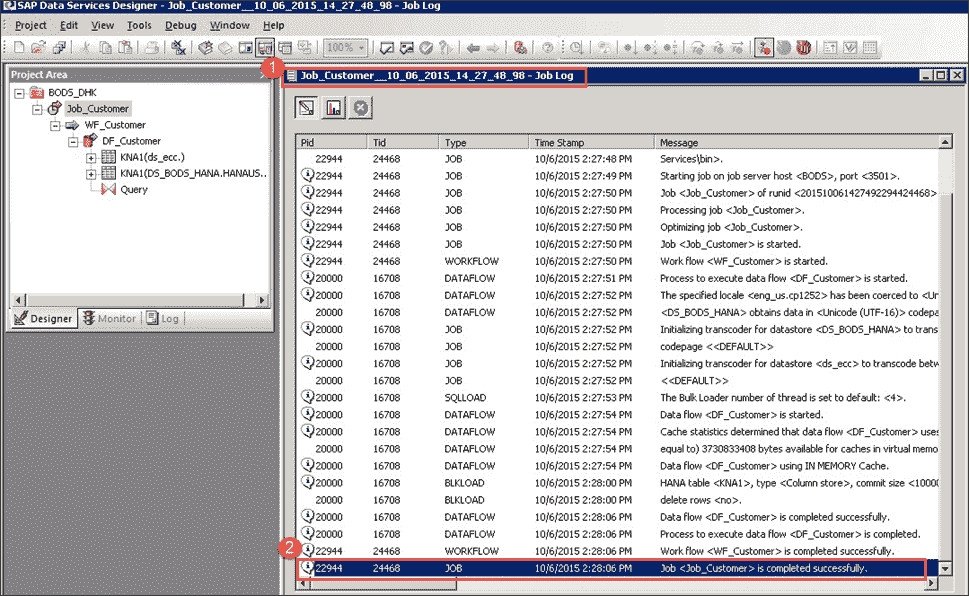 SAP Data Services Designer - Job_Customer__10_06_2015_14_27_48_98 - Job Log
Project Edit View Tools Debug Window Help
100%
Project Area
BODS_DHK
Job_Customer
WF_Customer
DF_Customer
KNA1(ds_ecc.)
KNA1(DS_BODS_HANA.HANAUS..
Query
Designer Monitor Log
1
Job_Customer__10_06_2015_14_27_48_98 - Job Log
Pid Tid Type Time Stamp Message
22944 24468 JOB 10/6/2015 2:27:48 PM Services\bin>.
22944 24468 JOB 10/6/2015 2:27:49 PM Starting job on job server host <BODS>, port <3501>.
22944 24468 JOB 10/6/2015 2:27:50 PM Job <Job_Customer> of runid <2015100614274922944 24468>
22944 24468 JOB 10/6/2015 2:27:50 PM Processing job <Job_Customer>.
22944 24468 JOB 10/6/2015 2:27:50 PM Optimizing job <Job_Customer>.
22944 24468 JOB 10/6/2015 2:27:50 PM Job <Job_Customer> is started.
22944 24468 WORKFLOW 10/6/2015 2:27:50 PM Work flow <WF_Customer> is started.
20000 16708 DATAFLOW 10/6/2015 2:27:51 PM Process to execute data flow <DF_Customer> is started.
20000 16708 DATAFLOW 10/6/2015 2:27:52 PM The specified locale <eng_us.cp1252> has been coerced to <Un
20000 16708 DATAFLOW 10/6/2015 2:27:52 PM <DS_BODS_HANA> obtains data in <Unicode (UTF-16)> codepa
20000 16708 JOB 10/6/2015 2:27:52 PM Initializing transcoder for datastore <DS_BODS_HANA> to trans
20000 16708 JOB 10/6/2015 2:27:52 PM codepage <<DEFAULT>>
20000 16708 JOB 10/6/2015 2:27:52 PM Initializing transcoder for datastore <ds_ecc> to transcode betw
20000 16708 JOB 10/6/2015 2:27:52 PM <<DEFAULT>>
20000 16708 SQLLOAD 10/6/2015 2:27:53 PM The Bulk Loader number of thread is set to default: <4>.
20000 16708 DATAFLOW 10/6/2015 2:27:54 PM Data flow <DF_Customer> is started.
20000 16708 DATAFLOW 10/6/2015 2:27:54 PM Cache statistics determined that data flow <DF_Customer> uses
20000 16708 DATAFLOW 10/6/2015 2:27:54 PM equal to) 3730833408 bytes available for caches in virtual memo
20000 16708 DATAFLOW 10/6/2015 2:27:54 PM Data flow <DF_Customer> using IN MEMORY Cache.
20000 16708 BLKLOAD 10/6/2015 2:28:00 PM HANA table <KNA1>, type <Column store>, commit size <10000
20000 16708 BLKLOAD 10/6/2015 2:28:00 PM delete rows <no>.
20000 16708 DATAFLOW 10/6/2015 2:28:06 PM Data flow <DF_Customer> is completed successfully.
20000 16708 DATAFLOW 10/6/2015 2:28:06 PM Process to execute data flow <DF_Customer> is completed.
2
22944 24468 WORKFLOW 10/6/2015 2:28:06 PM Work flow <WF_Customer> is completed successfully.
22944 24468 JOB 10/6/2015 2:28:06 PM Job <Job_Customer> is completed successfully.